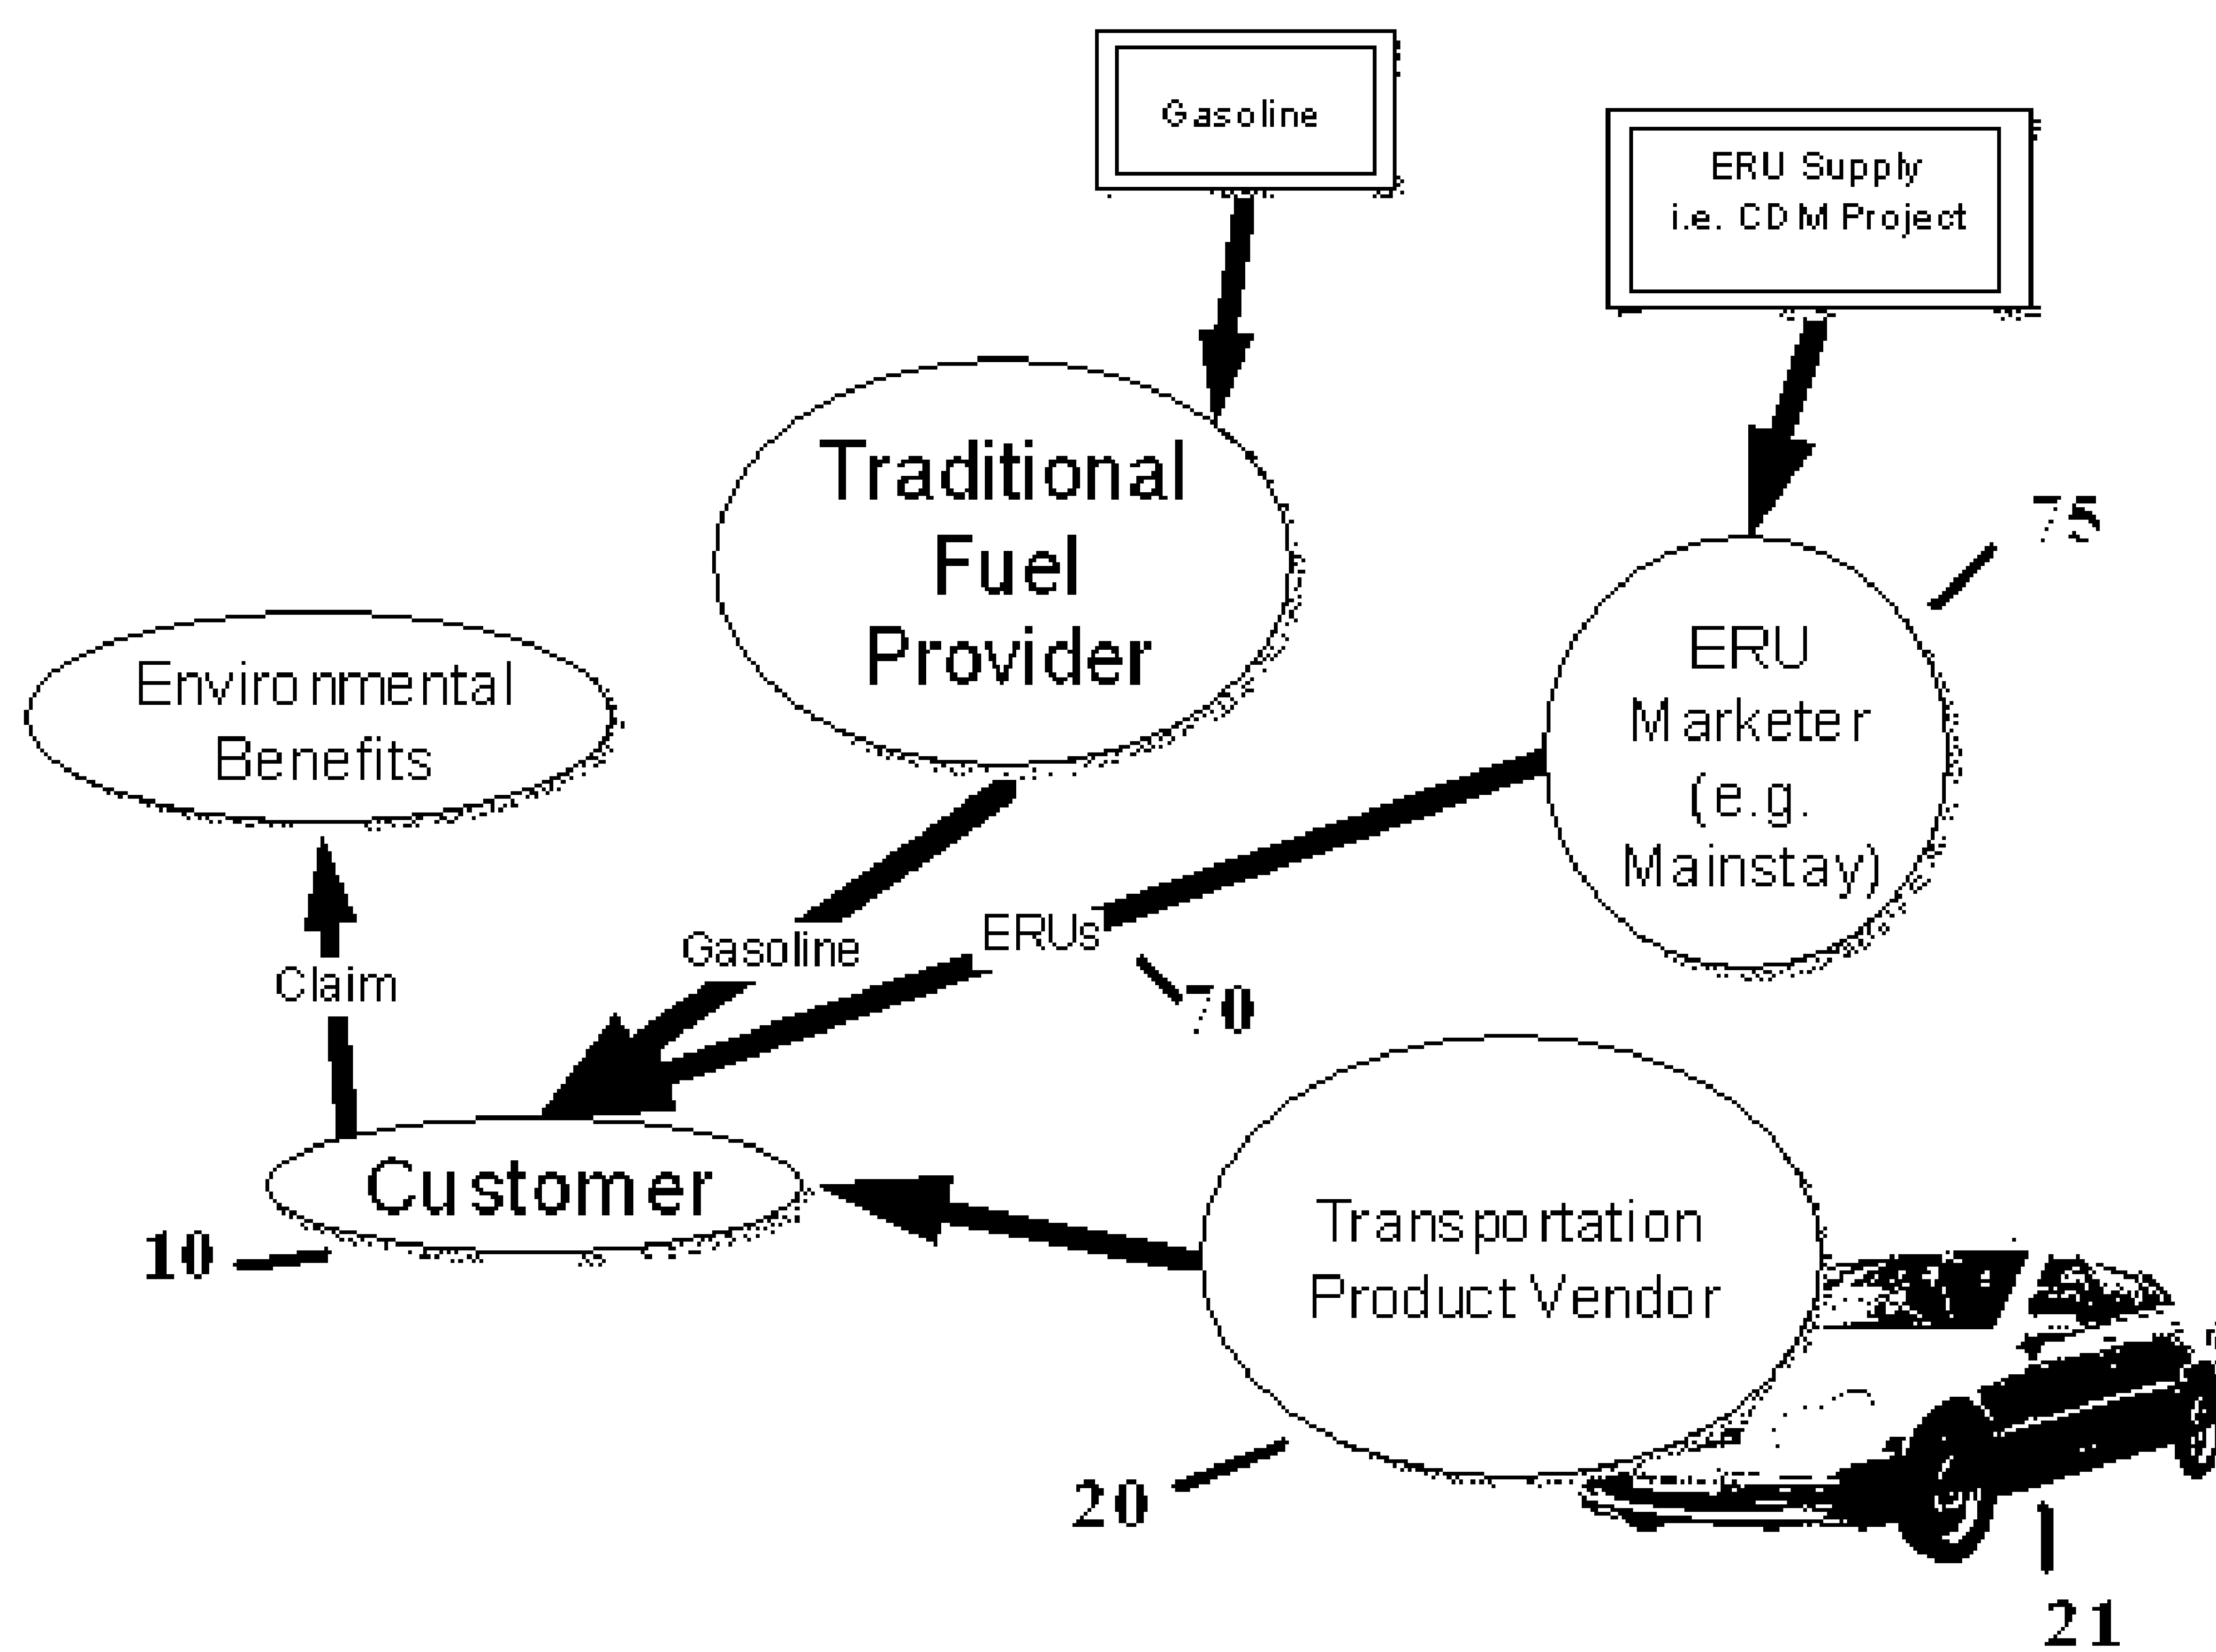 Gasoline
ERU Supply
i.e. CDM Project
Traditional
Fuel
Provider
75
ERU
Marketer
(e.g.
Mainstay)
Environmental
Benefits
Gasoline
ERUs
Claim
70
Customer
10
Transportation
Product Vendor
20
21